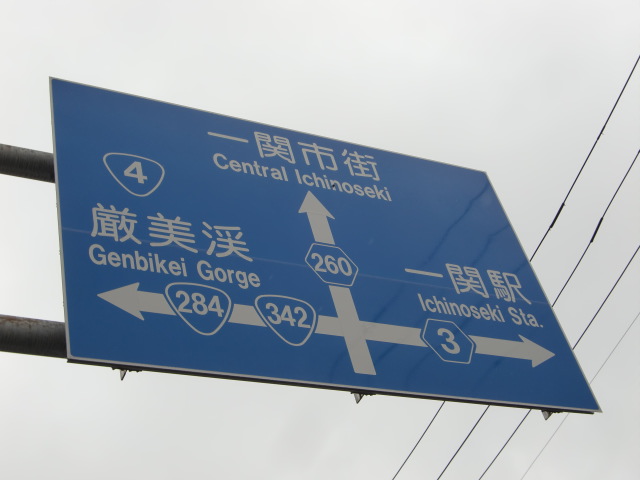 一関市街
Central Ichinoseki
4
厳美渓
Genbikei Gorge
260
一関駅
Ichinoseki Sta.
284
342
3